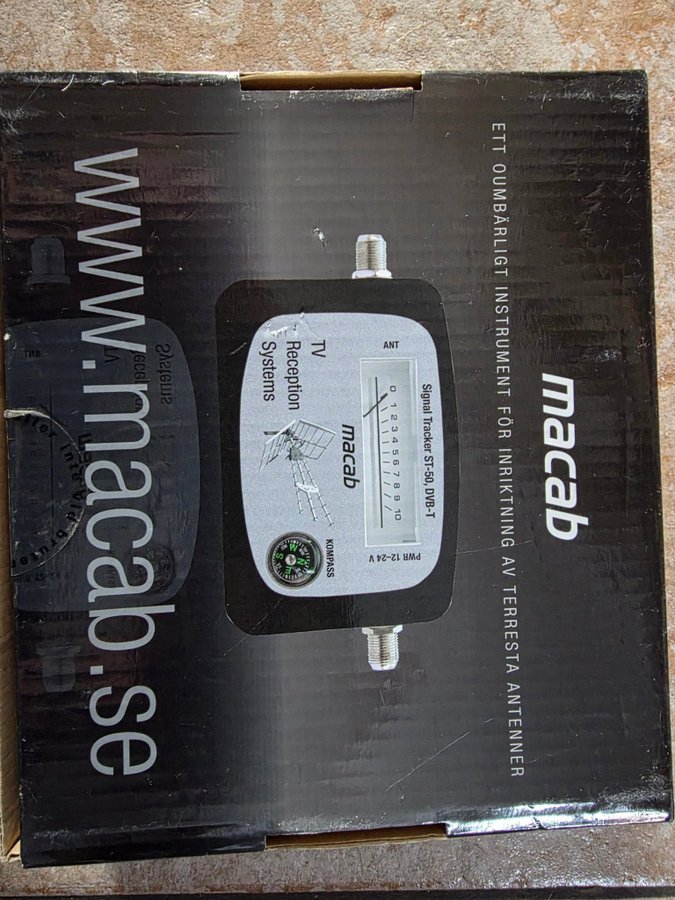 macab
ETT OUMBÄRLIGT INSTRUMENT FÖR INRIKTNING AV TERRESTA ANTENNER
Signal Tracker ST-50, DVB-T
ANT
0 1 2 3 4 5 6 7 8 9 10
PWR 12–24 V
macab
TV
Reception
Systems
KOMPASS
www.macab.se